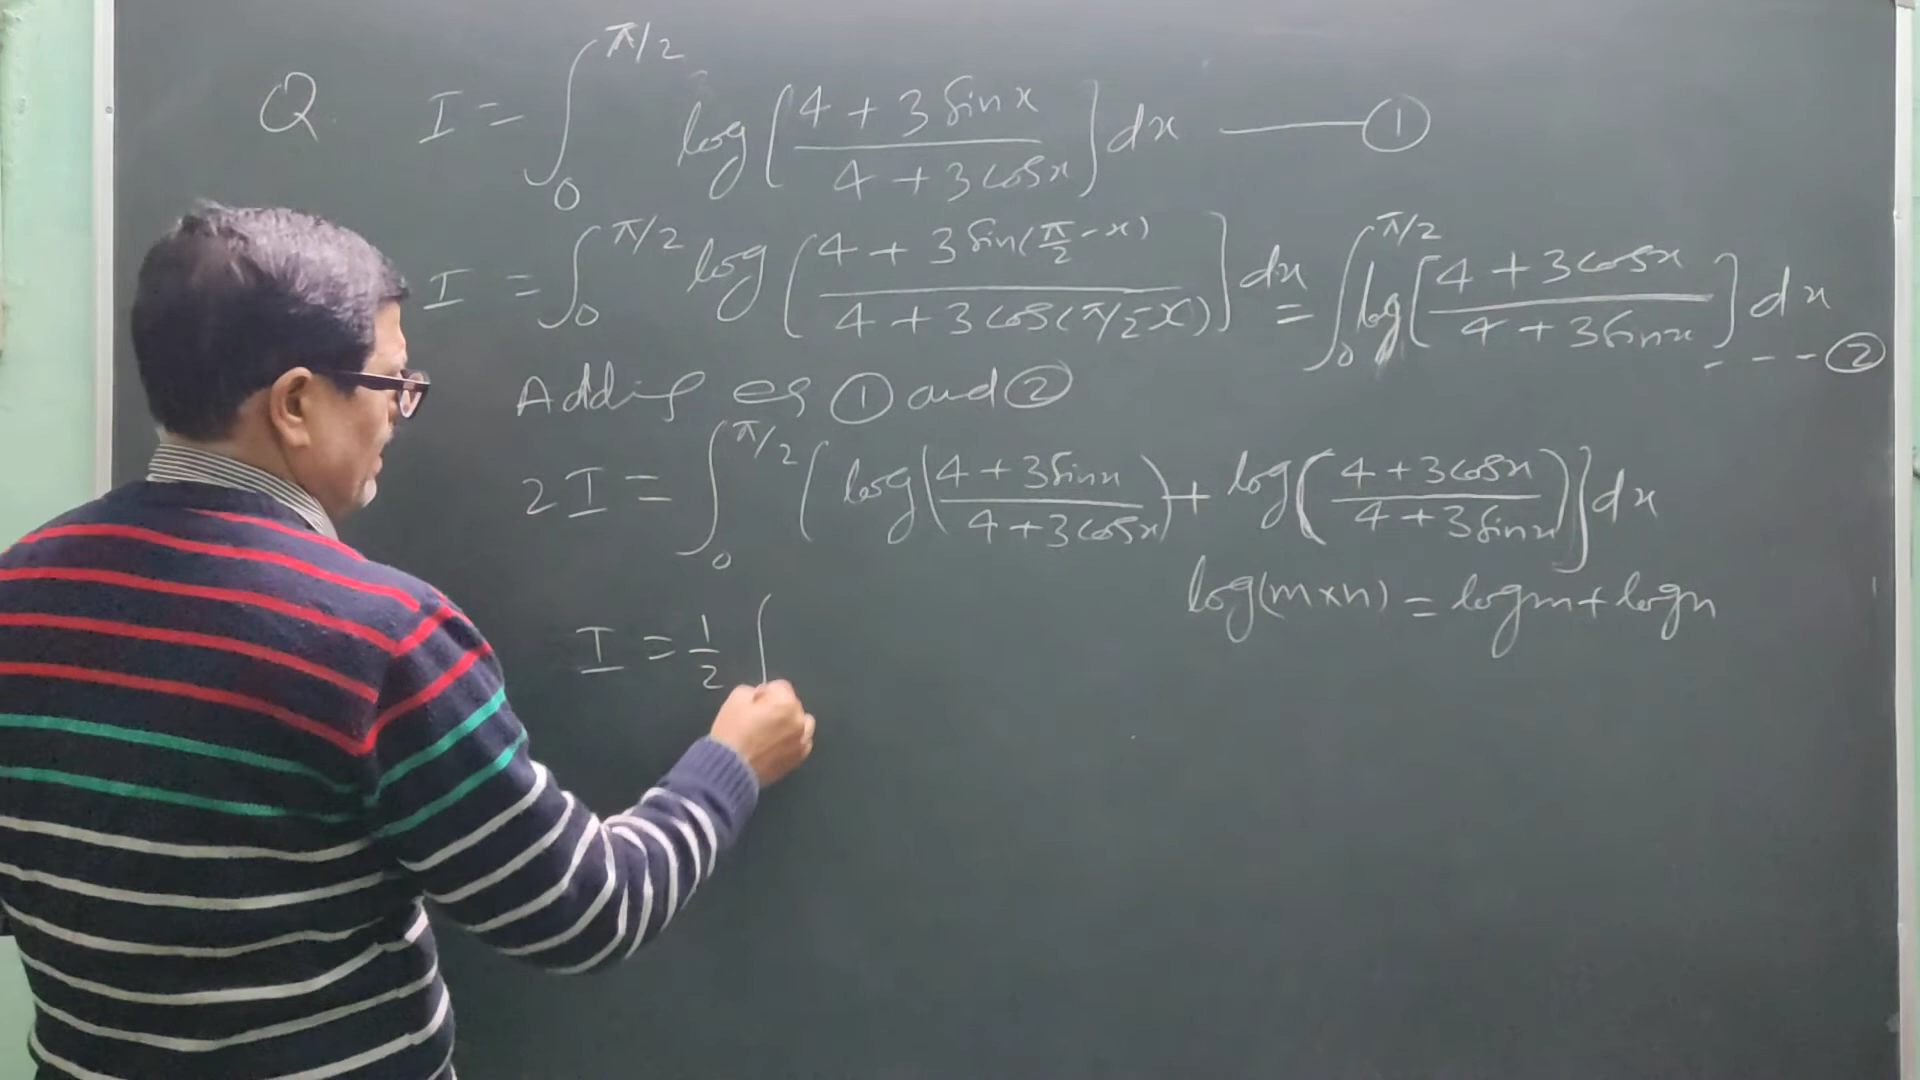 Q. I = ∫₀^{π/2} log[(4 + 3 sin x)/(4 + 3 cos x)] dx —— ①
I = ∫₀^{π/2} log[(4 + 3 sin(π/2 - x))/(4 + 3 cos(π/2 - x))] dx = ∫₀^{π/2} log[(4 + 3 cos x)/(4 + 3 sin x)] dx - - - ②
Adding eq ① and ②
2I = ∫₀^{π/2} [log((4 + 3 sin x)/(4 + 3 cos x)) + log((4 + 3 cos x)/(4 + 3 sin x))] dx
log(m×n) = log m + log n
I = 1/2 ∫